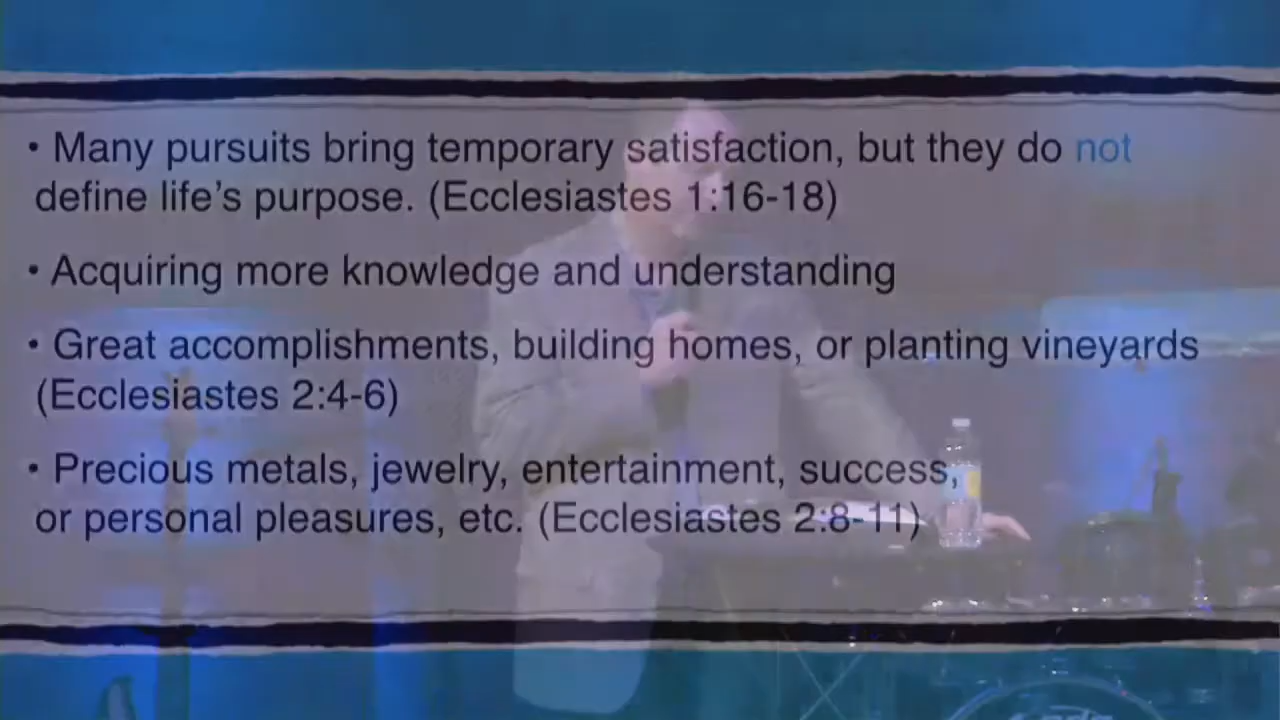 • Many pursuits bring temporary satisfaction, but they do not
define life's purpose. (Ecclesiastes 1:16-18)
• Acquiring more knowledge and understanding
• Great accomplishments, building homes, or planting vineyards
(Ecclesiastes 2:4-6)
• Precious metals, jewelry, entertainment, success,
or personal pleasures, etc. (Ecclesiastes 2:8-11)